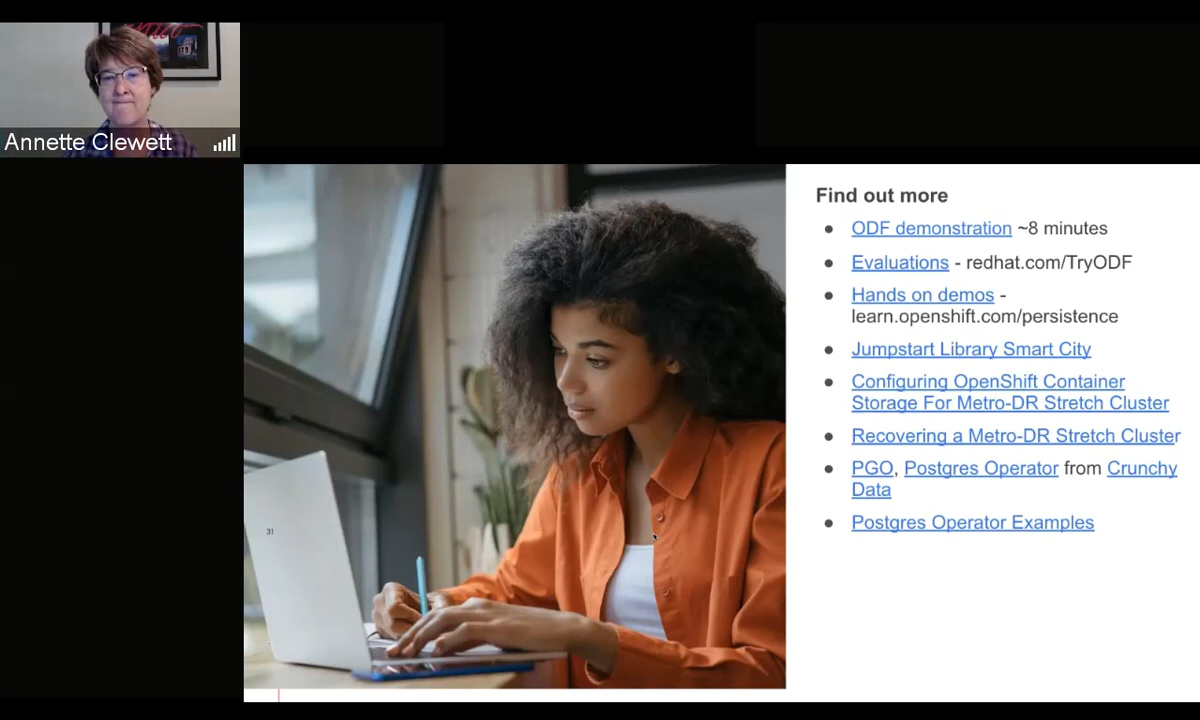 Annette Clewett
Find out more
ODF demonstration ~8 minutes
Evaluations - redhat.com/TryODF
Hands on demos -
learn.openshift.com/persistence
Jumpstart Library Smart City
Configuring OpenShift Container
Storage For Metro-DR Stretch Cluster
Recovering a Metro-DR Stretch Cluster
PGO, Postgres Operator from Crunchy
Data
Postgres Operator Examples
31